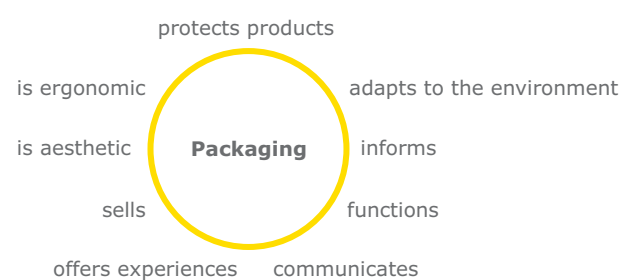 protects products
is ergonomic
adapts to the environment
is aesthetic
Packaging
informs
sells
functions
offers experiences
communicates